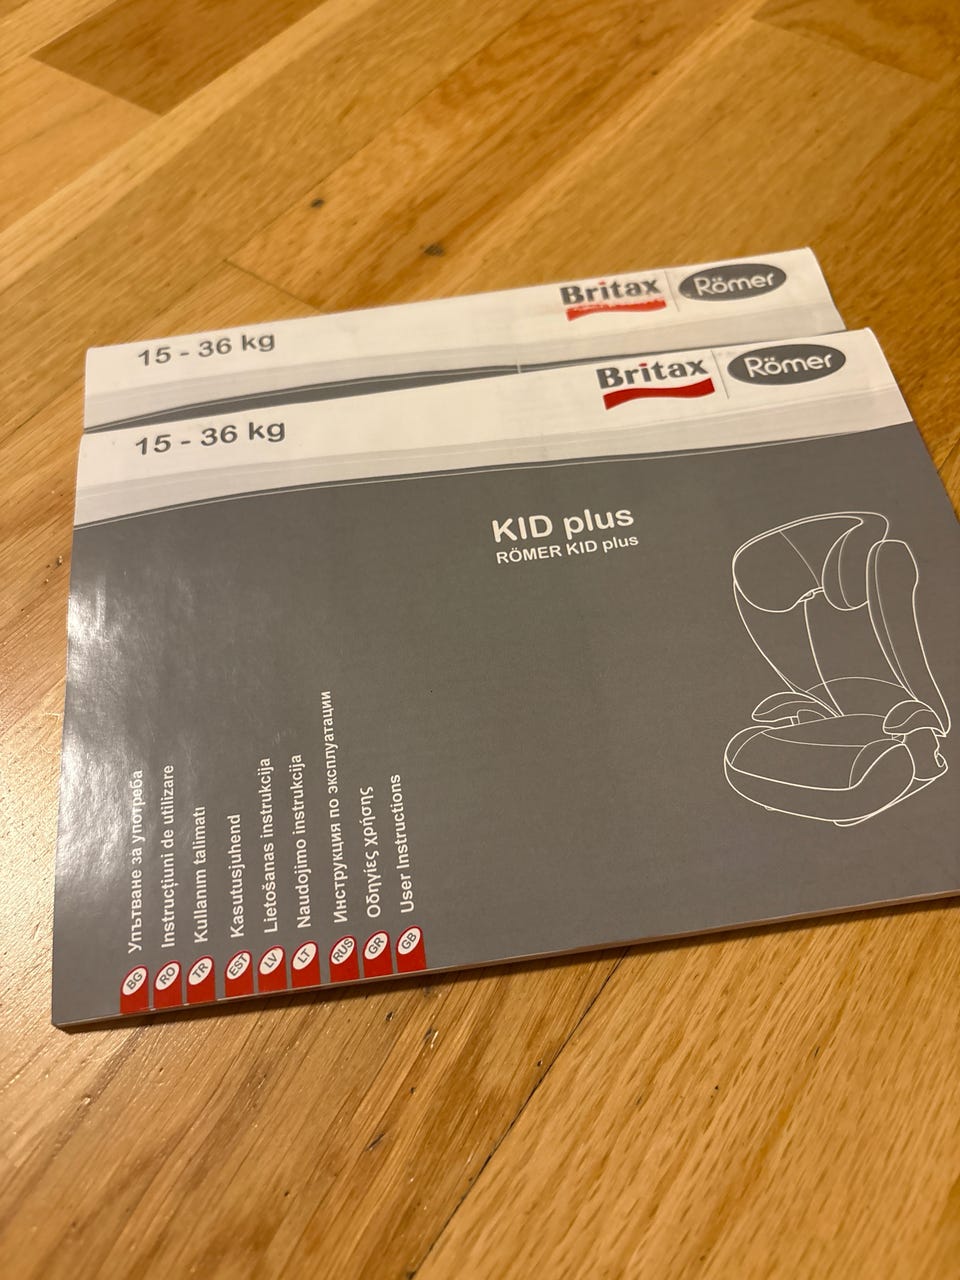 15 - 36 kg
Britax Römer
15 - 36 kg
Britax Römer
KID plus
RÖMER KID plus
BG Упътване за употреба
RO Instrucţiuni de utilizare
TR Kullanım talimatı
EST Kasutusjuhend
LV Lietošanas instrukcija
LT Naudojimo instrukcija
RUS Инструкция по эксплуатации
GR Οδηγίες χρήσης
GB User Instructions